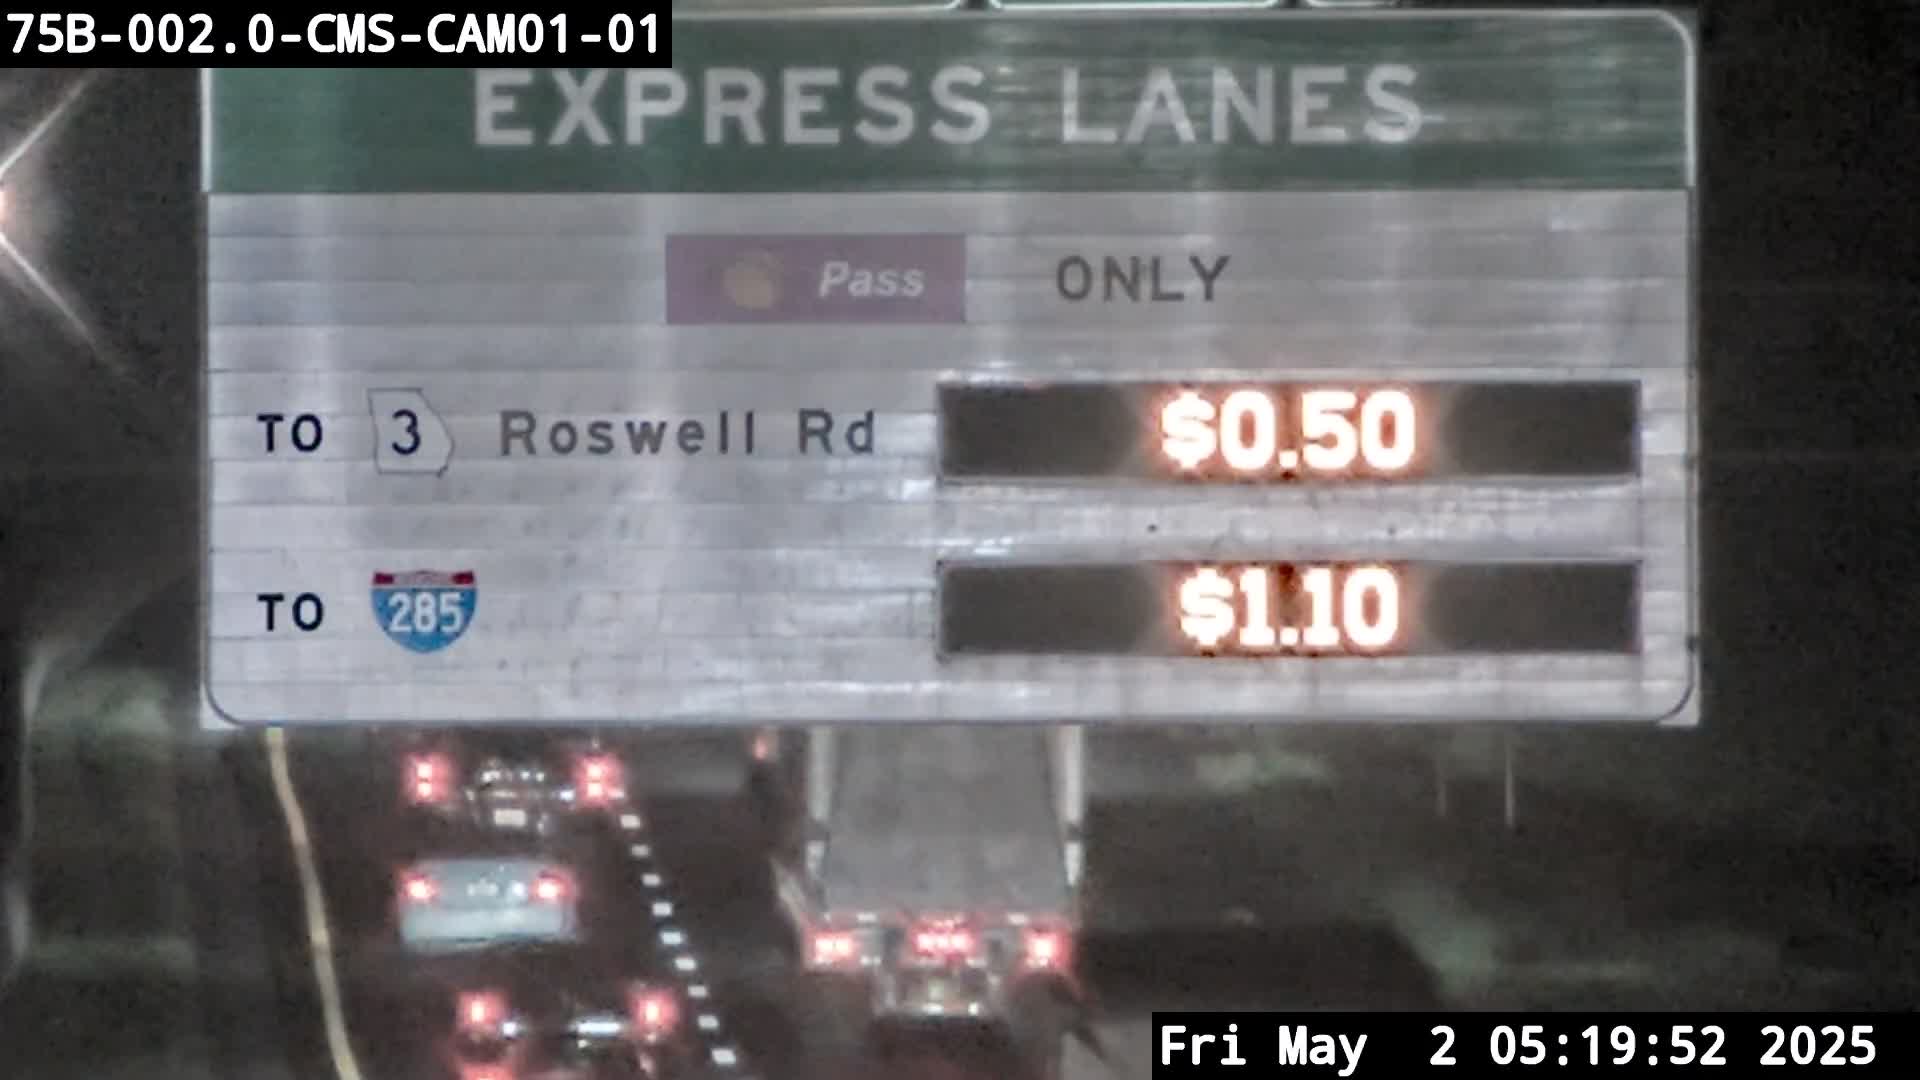 75B-002.0-CMS-CAM01-01
EXPRESS LANES
Pass ONLY
TO 3 Roswell Rd $0.50
TO 285 $1.10
Fri May 2 05:19:52 2025